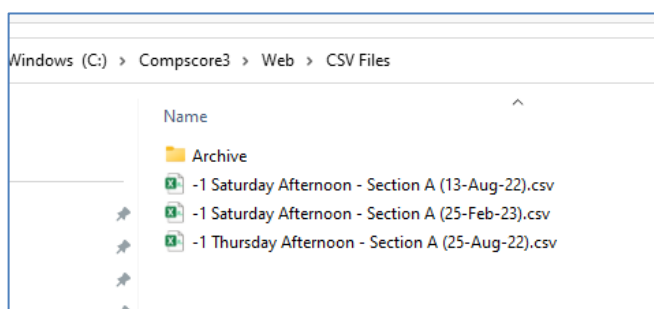 Windows (C:) > Compscore3 > Web > CSV Files
Name
Archive
-1 Saturday Afternoon - Section A (13-Aug-22).csv
-1 Saturday Afternoon - Section A (25-Feb-23).csv
-1 Thursday Afternoon - Section A (25-Aug-22).csv